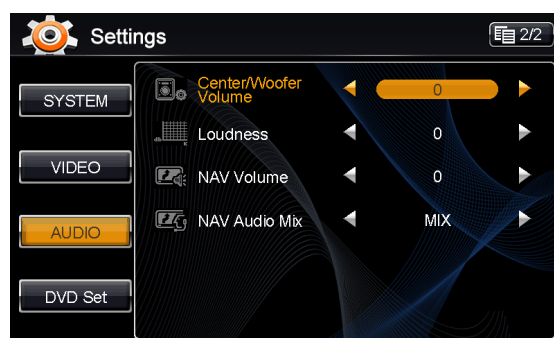 Settings
2/2
SYSTEM
VIDEO
AUDIO
DVD Set
Center/Woofer
Volume
0
Loudness
0
NAV Volume
0
NAV Audio Mix
MIX